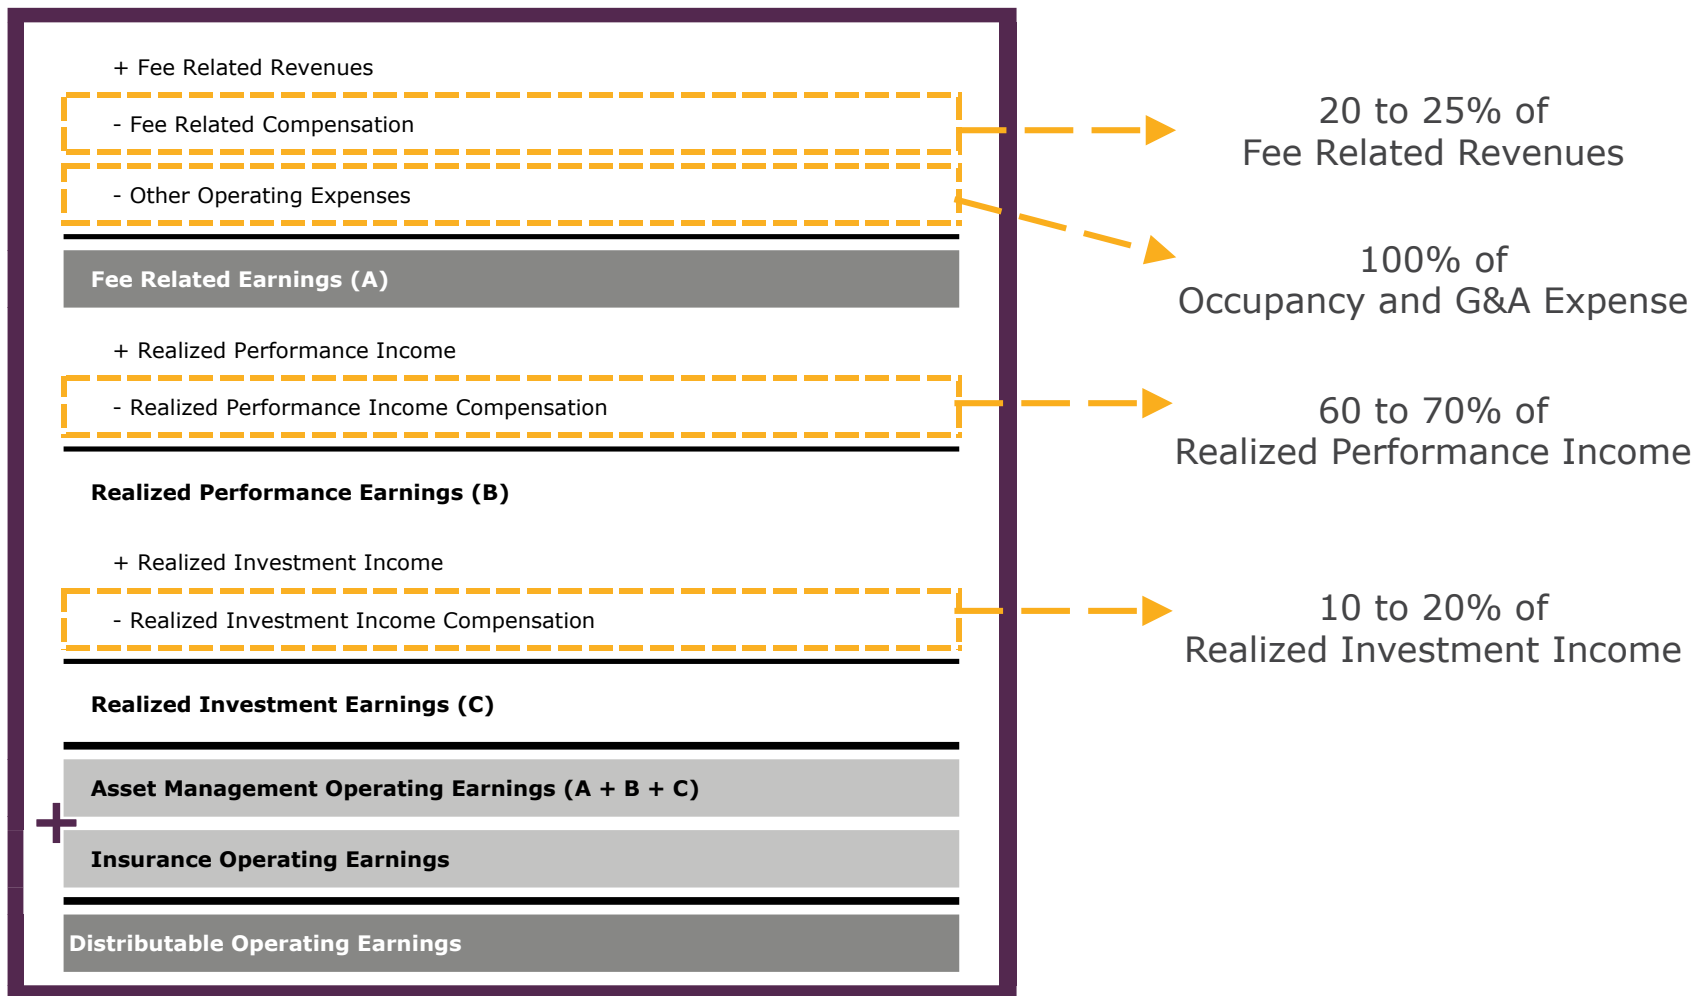 + Fee Related Revenues
- Fee Related Compensation
- Other Operating Expenses
Fee Related Earnings (A)
+ Realized Performance Income
- Realized Performance Income Compensation
Realized Performance Earnings (B)
+ Realized Investment Income
- Realized Investment Income Compensation
Realized Investment Earnings (C)
Asset Management Operating Earnings (A + B + C)
+
Insurance Operating Earnings
Distributable Operating Earnings
20 to 25% of
Fee Related Revenues
100% of
Occupancy and G&A Expense
60 to 70% of
Realized Performance Income
10 to 20% of
Realized Investment Income